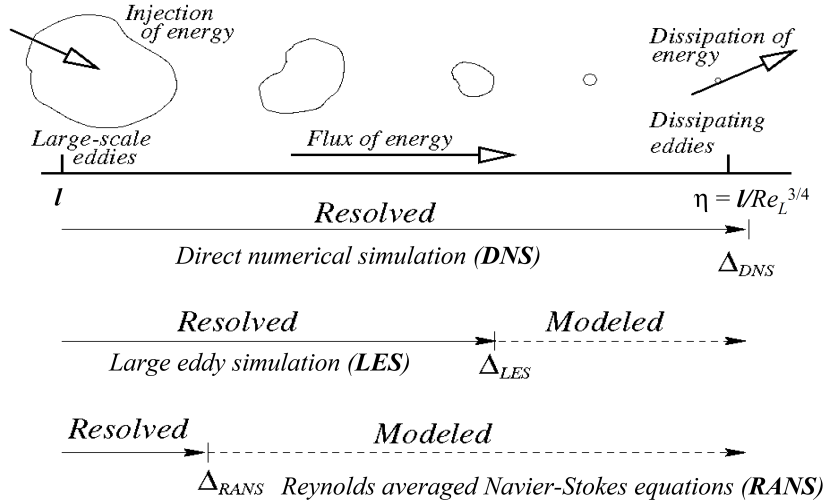 Injection
of energy
Dissipation of
energy
Large-scale
eddies
Flux of energy
Dissipating
eddies
l
η = l/Re_L^3/4
Resolved
Direct numerical simulation (DNS)
Δ_DNS
Resolved
Modeled
Large eddy simulation (LES)
Δ_LES
Resolved
Modeled
Δ_RANS
Reynolds averaged Navier-Stokes equations (RANS)